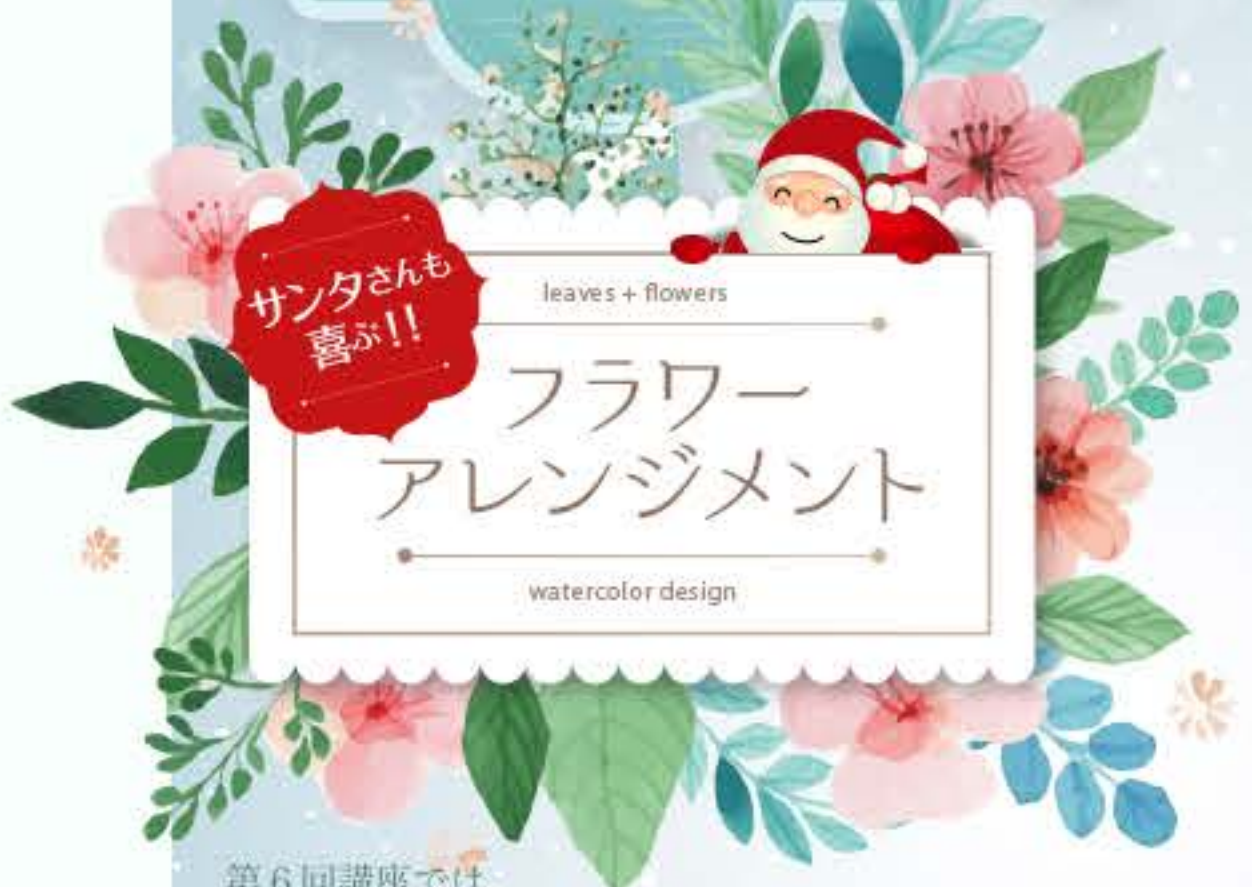 サンタさんも
喜ぶ!!
leaves + flowers
フラワー
アレンジメント
watercolor design
第6回講座では